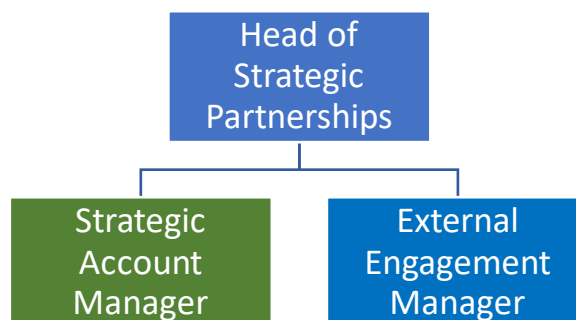 Head of
Strategic
Partnerships
Strategic
Account
Manager
External
Engagement
Manager